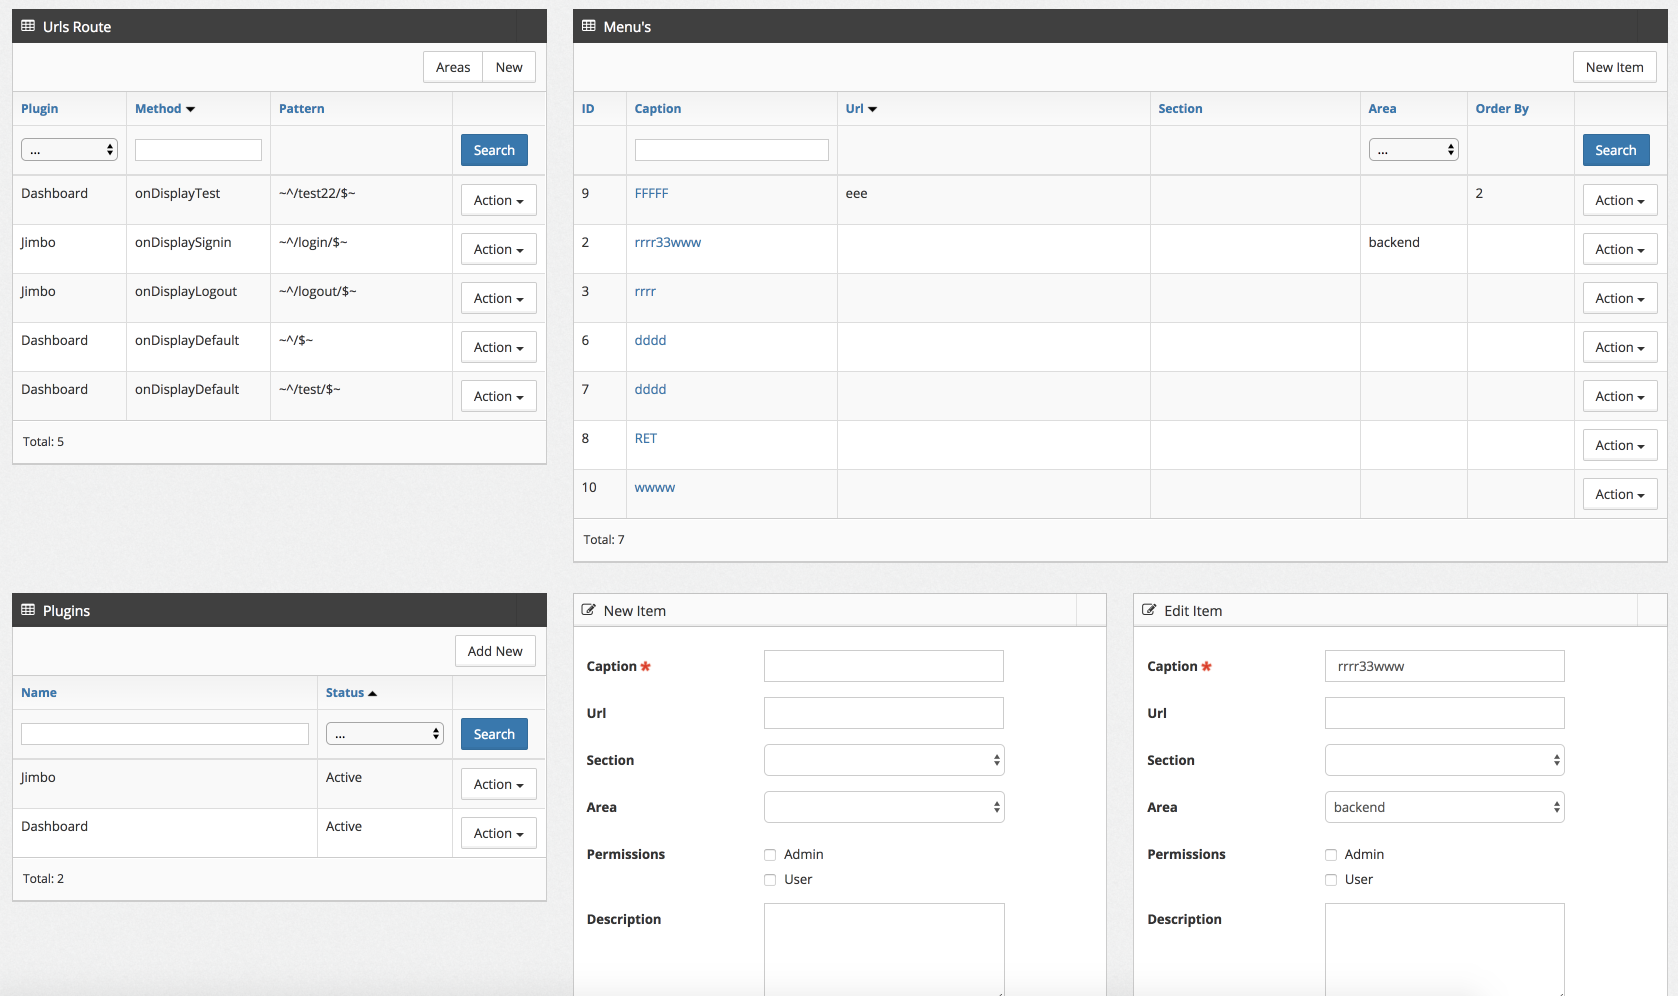 Urls Route
Areas New
Plugin Method Pattern
... Search
Dashboard onDisplayTest ~^/test22/$~ Action
Jimbo onDisplaySignin ~^/login/$~ Action
Jimbo onDisplayLogout ~^/logout/$~ Action
Dashboard onDisplayDefault ~^/$~ Action
Dashboard onDisplayDefault ~^/test/$~ Action
Total: 5
Menu's
New Item
ID Caption Url Section Area Order By
... Search
9 FFFFF eee 2 Action
2 rrrr33www backend Action
3 rrrr Action
6 dddd Action
7 dddd Action
8 RET Action
10 wwww Action
Total: 7
Plugins
Add New
Name Status
... Search
Jimbo Active Action
Dashboard Active Action
Total: 2
New Item
Caption *
Url
Section
Area
Permissions Admin
User
Description
Edit Item
Caption * rrrr33www
Url
Section
Area backend
Permissions Admin
User
Description